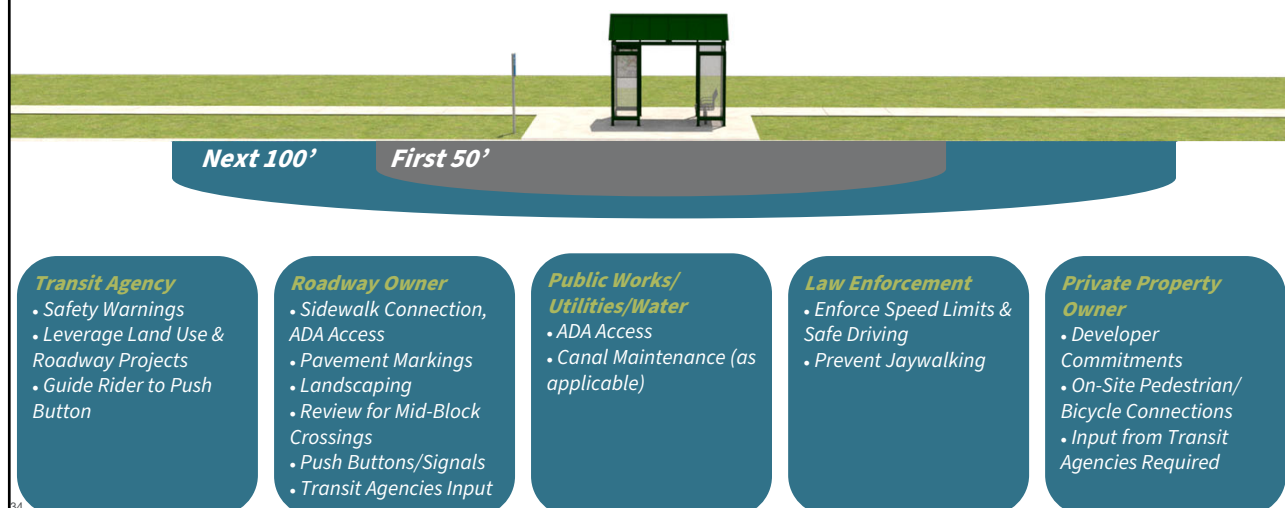 Next 100’
First 50’
Transit Agency
• Safety Warnings
• Leverage Land Use &
Roadway Projects
• Guide Rider to Push
Button
Roadway Owner
• Sidewalk Connection,
ADA Access
• Pavement Markings
• Landscaping
• Review for Mid-Block
Crossings
• Push Buttons/Signals
• Transit Agencies Input
Public Works/
Utilities/Water
• ADA Access
• Canal Maintenance (as
applicable)
Law Enforcement
• Enforce Speed Limits &
Safe Driving
• Prevent Jaywalking
Private Property
Owner
• Developer
Commitments
• On-Site Pedestrian/
Bicycle Connections
• Input from Transit
Agencies Required
34